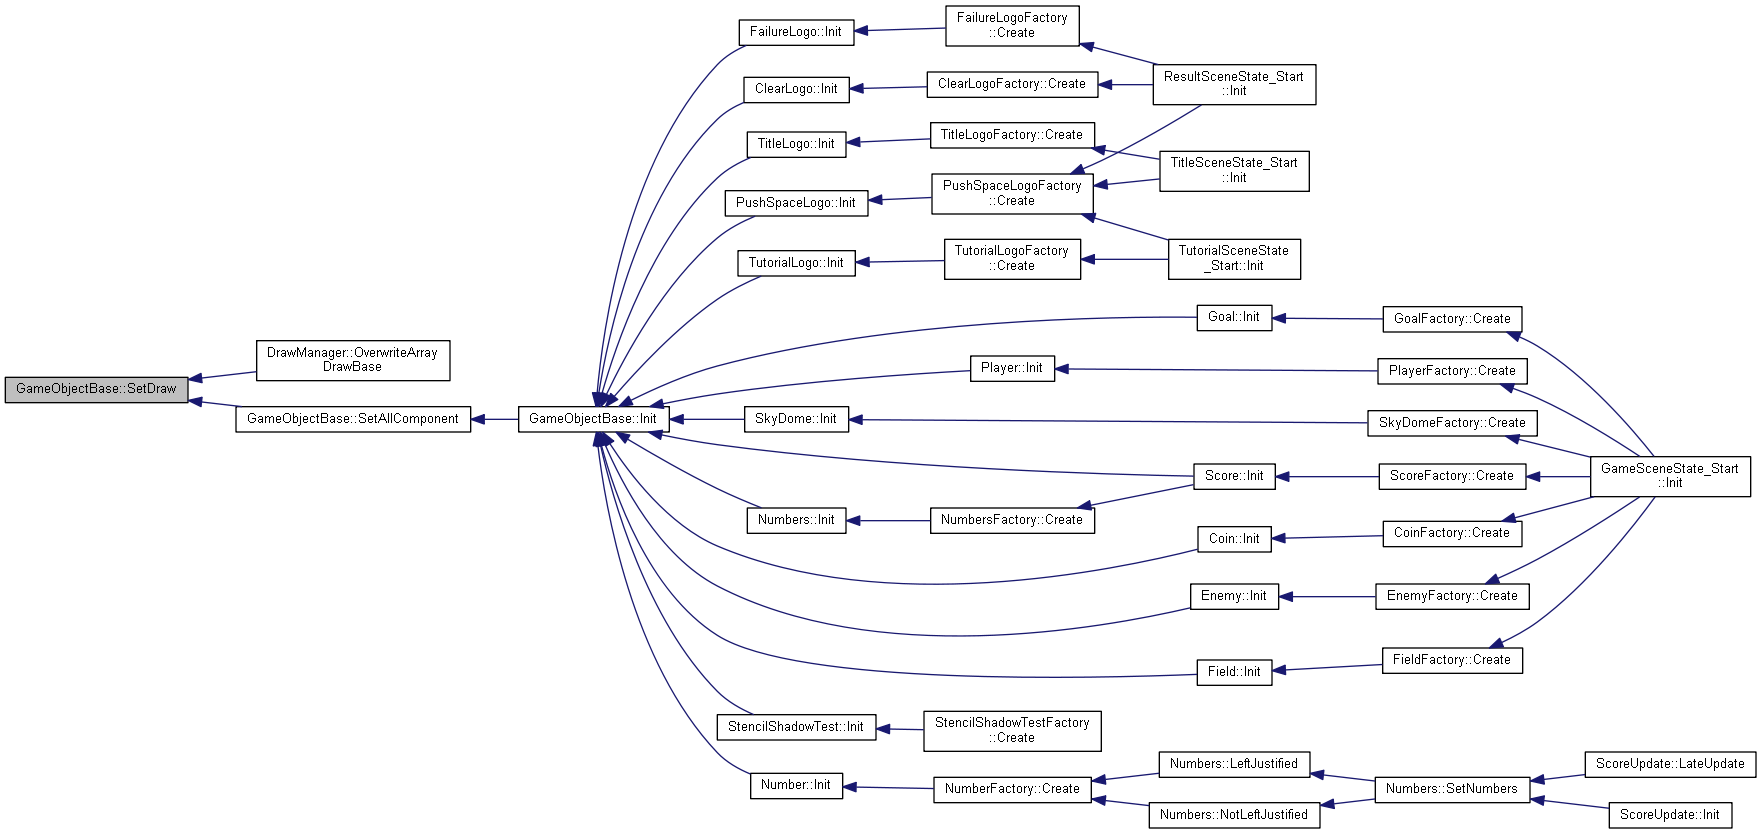 FailureLogo::Init
FailureLogoFactory
::Create
ResultSceneState_Start
::Init
ClearLogo::Init
ClearLogoFactory::Create
TitleLogo::Init
TitleLogoFactory::Create
TitleSceneState_Start
::Init
PushSpaceLogo::Init
PushSpaceLogoFactory
::Create
TutorialLogo::Init
TutorialLogoFactory
::Create
TutorialSceneState
_Start::Init
Goal::Init
GoalFactory::Create
DrawManager::OverwriteArray
DrawBase
Player::Init
PlayerFactory::Create
GameObjectBase::SetDraw
GameObjectBase::SetAllComponent
GameObjectBase::Init
SkyDome::Init
SkyDomeFactory::Create
GameSceneState_Start
::Init
Score::Init
ScoreFactory::Create
Numbers::Init
NumbersFactory::Create
Coin::Init
CoinFactory::Create
Enemy::Init
EnemyFactory::Create
Field::Init
FieldFactory::Create
StencilShadowTest::Init
StencilShadowTestFactory
::Create
Number::Init
NumberFactory::Create
Numbers::LeftJustified
Numbers::NotLeftJustified
Numbers::SetNumbers
ScoreUpdate::LateUpdate
ScoreUpdate::Init